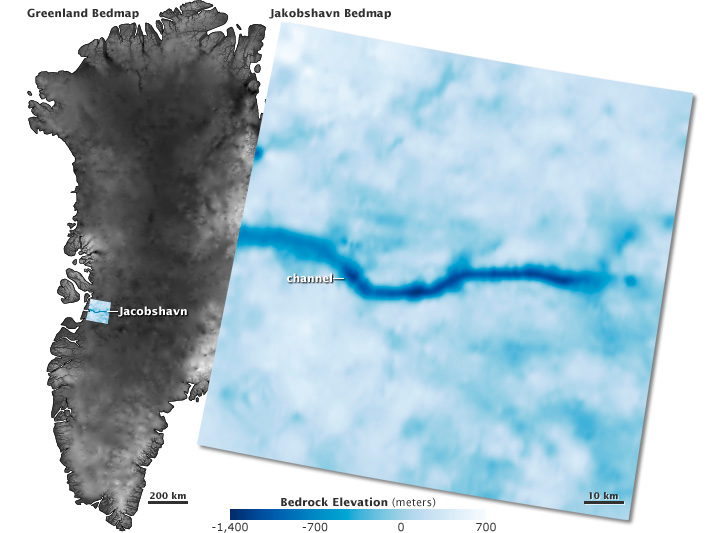 Greenland Bedmap
Jakobshavn Bedmap
channel
Jacobshavn
200 km
10 km
Bedrock Elevation (meters)
-1,400 -700 0 700